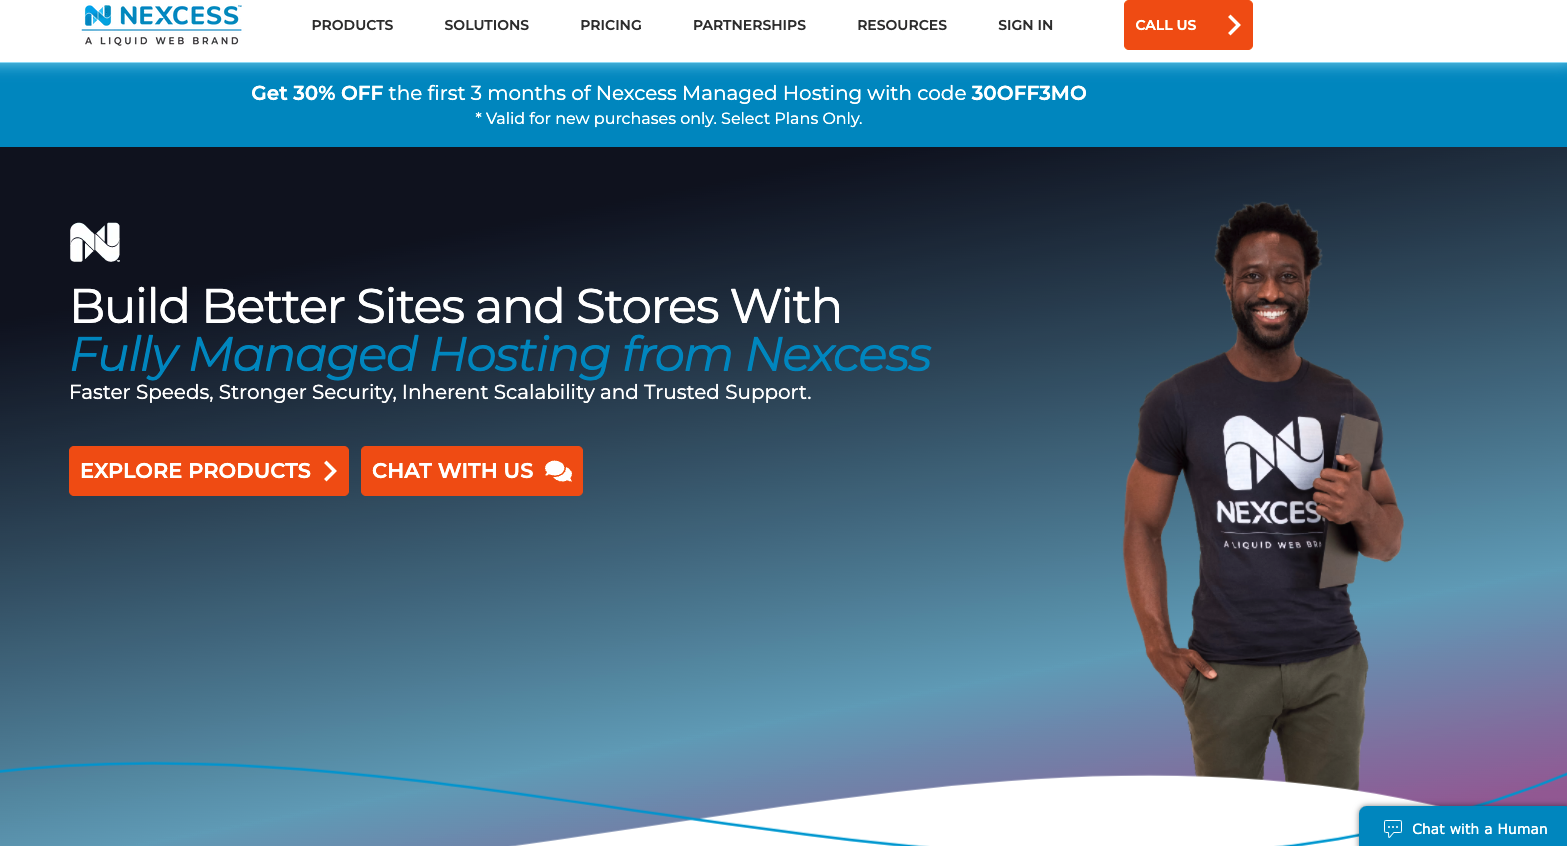 NEXCESS
A LIQUID WEB BRAND
PRODUCTS
SOLUTIONS
PRICING
PARTNERSHIPS
RESOURCES
SIGN IN
CALL US
Get 30% OFF the first 3 months of Nexcess Managed Hosting with code 30OFF3MO
* Valid for new purchases only. Select Plans Only.
Build Better Sites and Stores With
Fully Managed Hosting from Nexcess
Faster Speeds, Stronger Security, Inherent Scalability and Trusted Support.
EXPLORE PRODUCTS
CHAT WITH US
NEXCES
A LIQUID WEB BRA
Chat with a Human